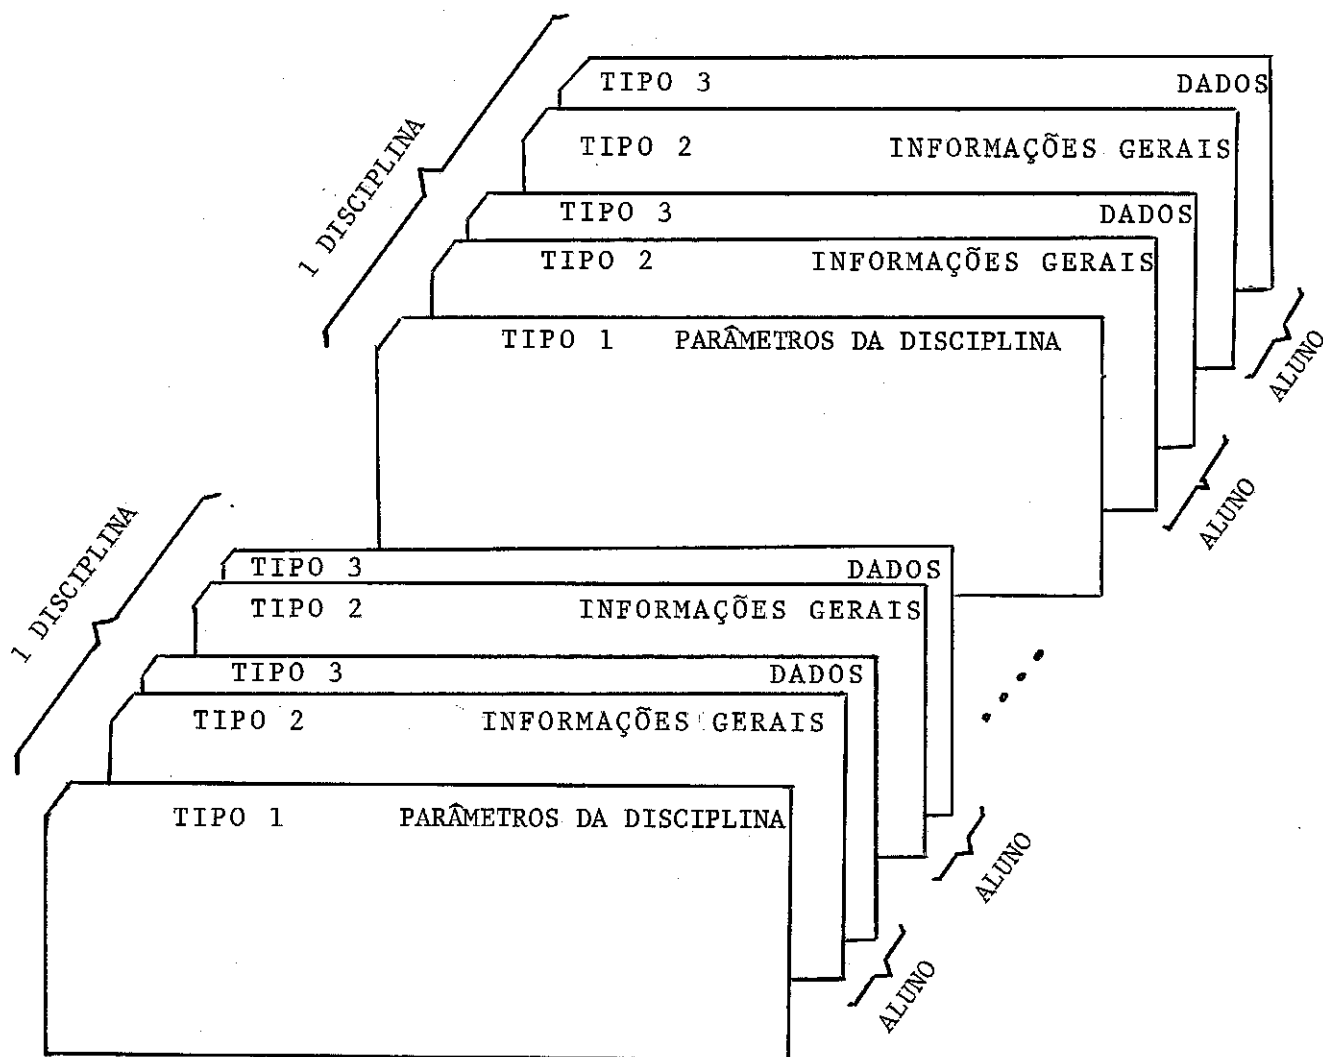 TIPO 3 DADOS
TIPO 2 INFORMAÇÕES GERAIS
TIPO 3 DADOS
TIPO 2 INFORMAÇÕES GERAIS
TIPO 1 PARÂMETROS DA DISCIPLINA
1 DISCIPLINA
ALUNO
ALUNO
TIPO 3 DADOS
TIPO 2 INFORMAÇÕES GERAIS
TIPO 3 DADOS
TIPO 2 INFORMAÇÕES GERAIS
TIPO 1 PARÂMETROS DA DISCIPLINA
1 DISCIPLINA
ALUNO
ALUNO